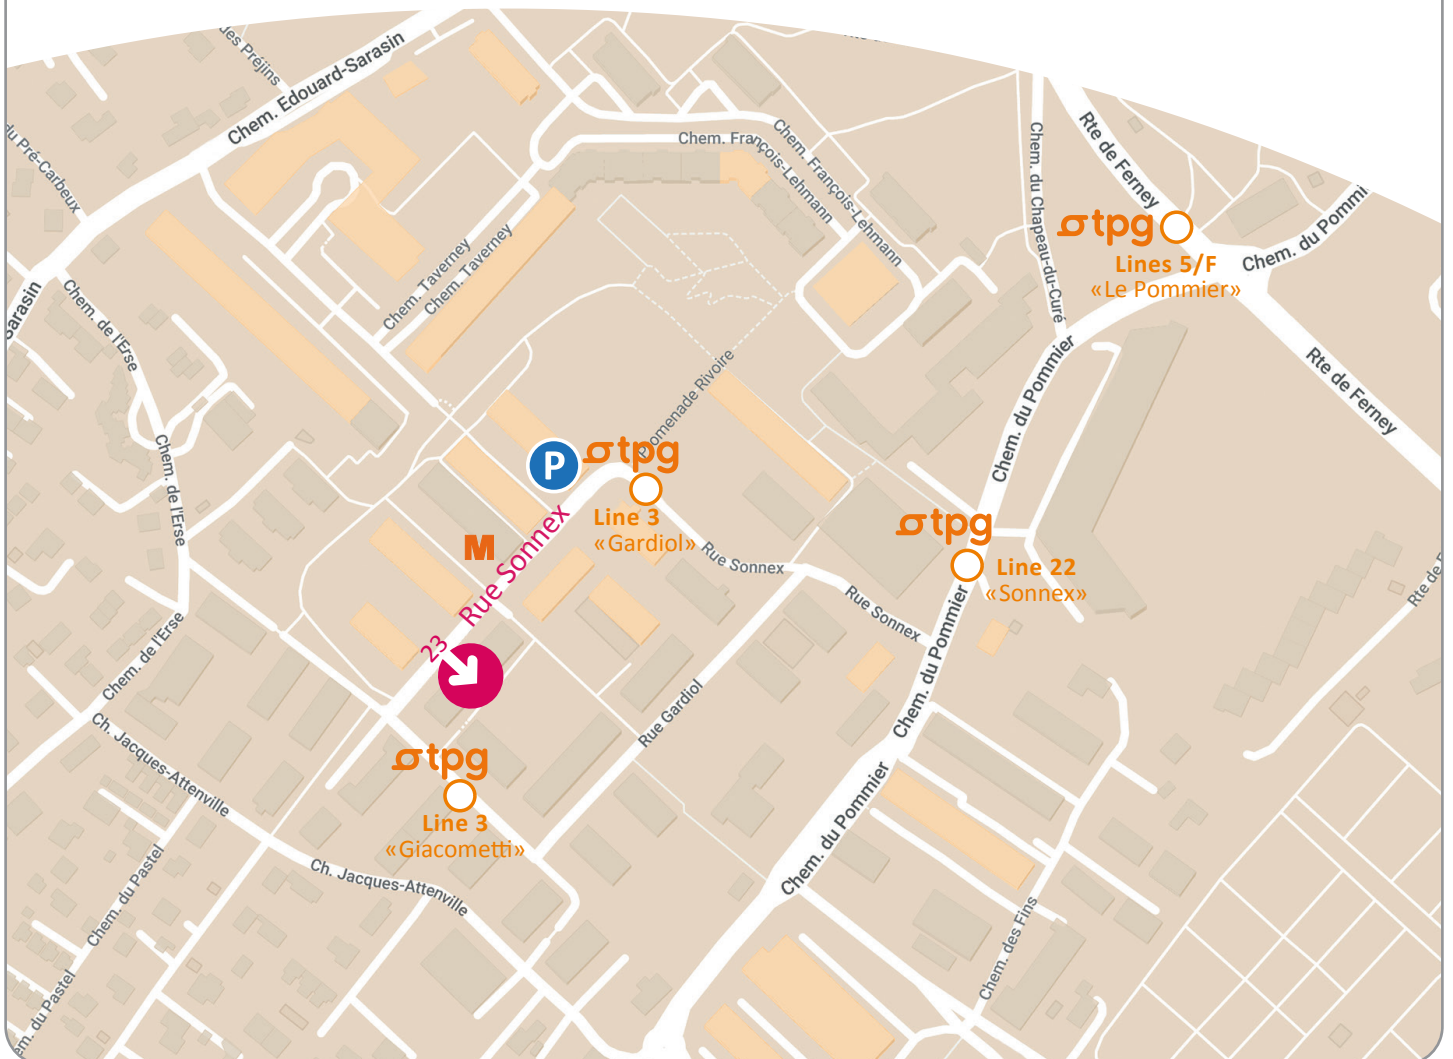 des Préjins
Chem. Edouard-Sarasin
du Pré-Carbeux
Sarasin
Chem. de l'Erse
Chem. François-Lehmann
Chem. François-Lehmann
Chem. Taverney
Chem. Taverney
Chem. du Chapeau-du-Curé
Rte de Ferney
tpg
Lines 5/F
«Le Pommier»
Chem. du Pommi
Rte de Ferney
Chem. du Pommier
Promenade Rivoire
P
tpg
Line 3
«Gardiol»
Chem. de l'Erse
M
Rue Sonnex
23
Rue Sonnex
Rue Sonnex
tpg
Line 22
«Sonnex»
Chem. du Pommier
Rte de F
Chem. de l'Erse
Rue Gardiol
Ch. Jacques-Attenville
tpg
Line 3
«Giacometti»
Chem. du Pommier
Ch. Jacques-Attenville
Chem. du Pastel
Chem. des Fins
em. du Pastel